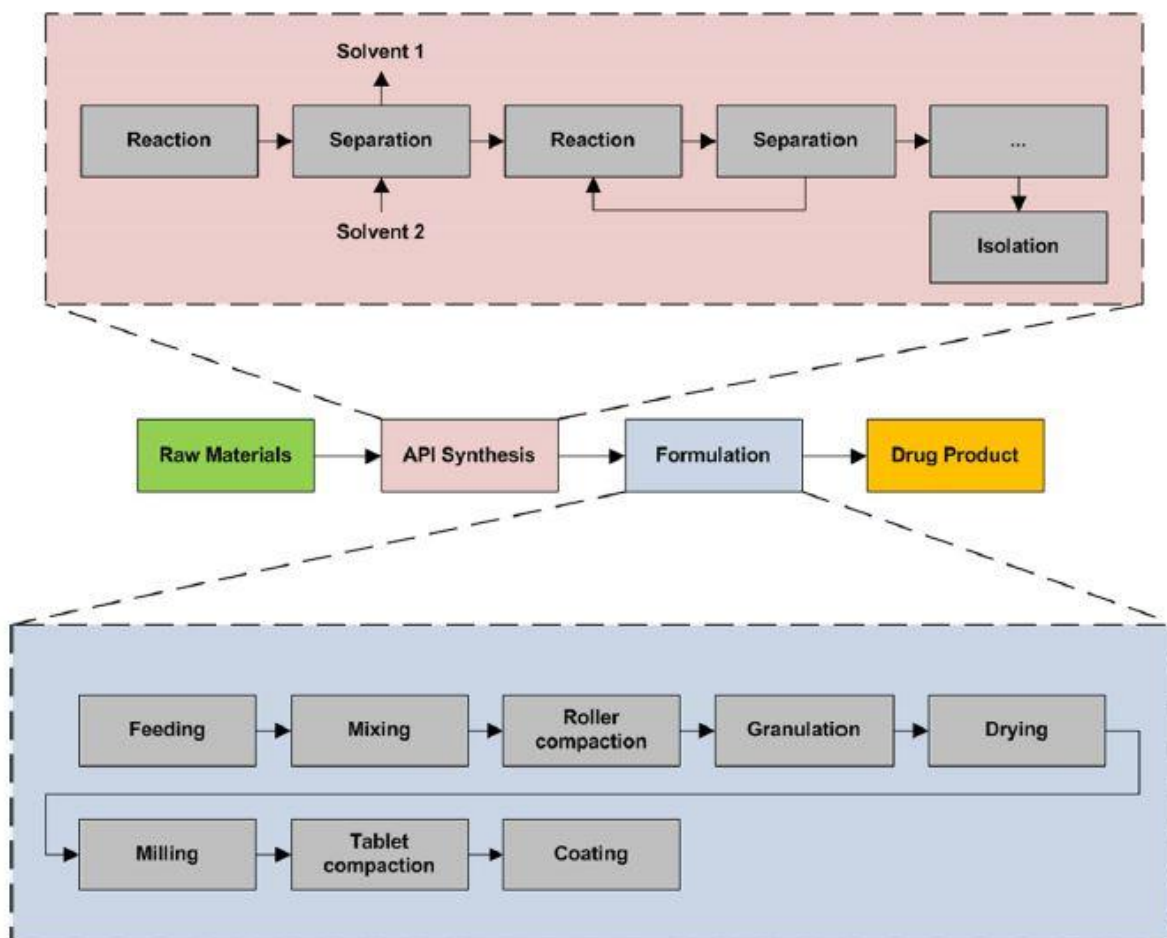 Solvent 1
Reaction
Separation
Reaction
Separation
...
Solvent 2
Isolation
Raw Materials
API Synthesis
Formulation
Drug Product
Feeding
Mixing
Roller
compaction
Granulation
Drying
Milling
Tablet
compaction
Coating